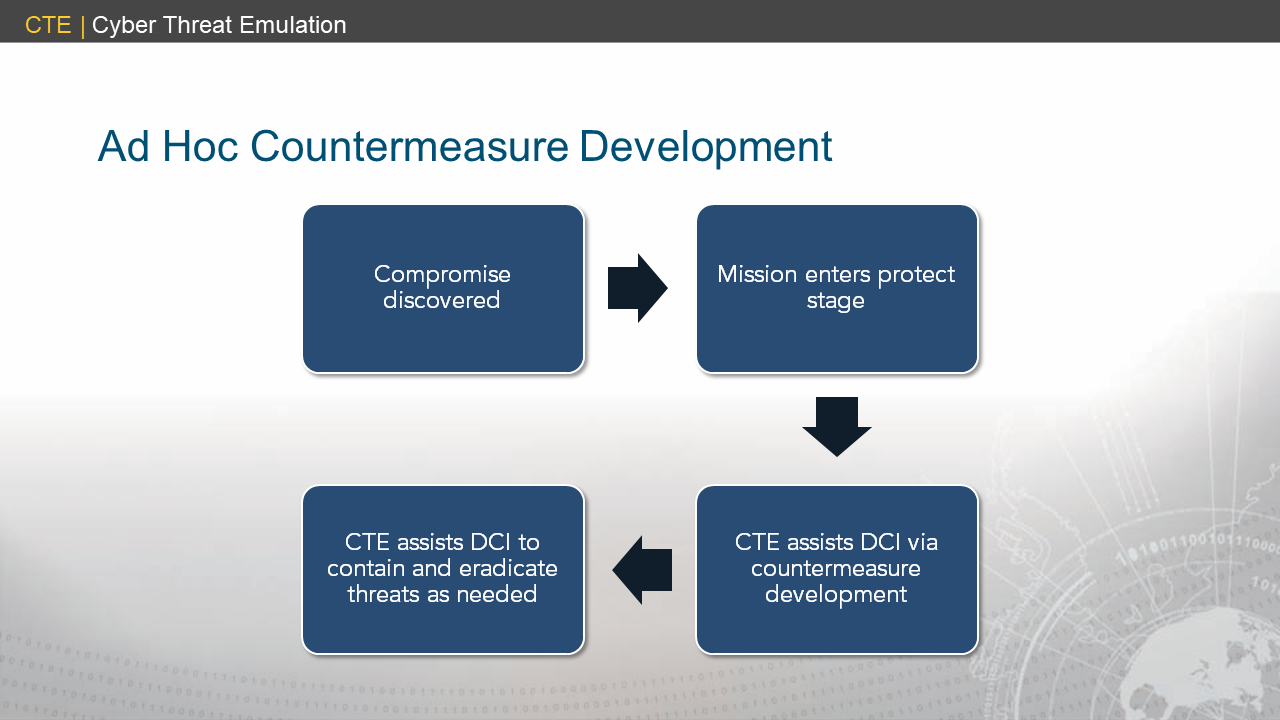 CTE | Cyber Threat Emulation
Ad Hoc Countermeasure Development
Compromise
discovered
Mission enters protect
stage
CTE assists DCI via
countermeasure
development
CTE assists DCI to
contain and eradicate
threats as needed